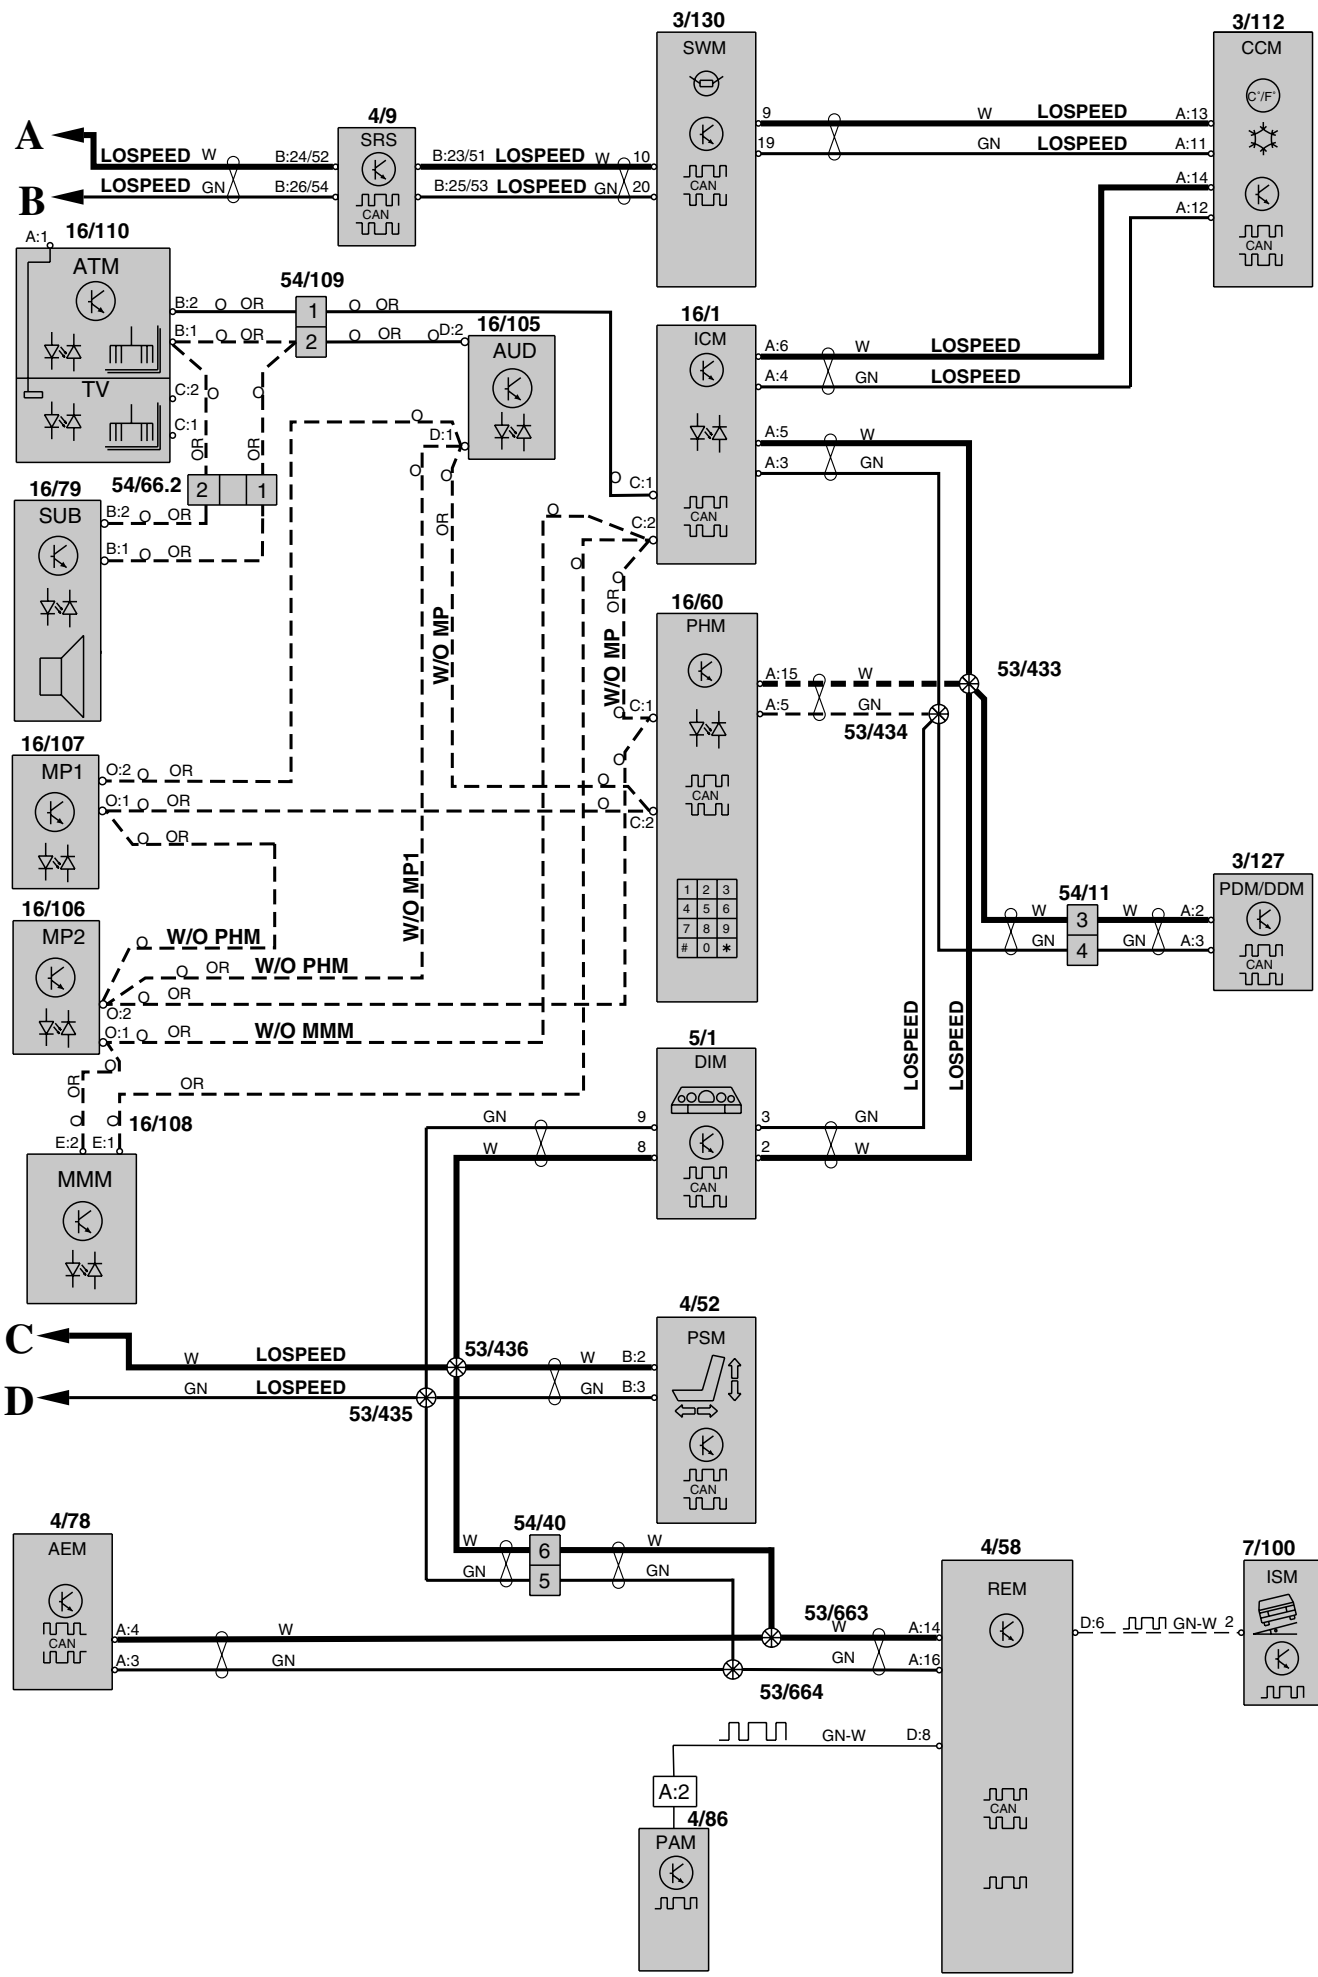 3/130
SWM
CAN
3/112
CCM
C°/F°
CAN
A
B
LOSPEED W B:24/52
LOSPEED GN B:26/54
4/9
SRS
CAN
B:23/51 LOSPEED W 10
B:25/53 LOSPEED GN 20
9 W LOSPEED A:13
19 GN LOSPEED A:11
A:14
A:12
A:1
16/110
ATM
TV
B:2 O OR
B:1 O OR
C:2
C:1
54/109
1
2
O OR
O OR O D:2
16/105
AUD
D:1
O
O
O
O
O
OR
OR
OR
54/66.2
2 1
16/79
SUB
B:2 O OR
B:1 O OR
16/1
ICM
CAN
A:6 W LOSPEED
A:4 GN LOSPEED
A:5 W
A:3 GN
O C:1
O C:2
O
O
OR
W/O MP
W/O MP
16/60
PHM
CAN
1 2 3
4 5 6
7 8 9
# 0 *
A:15 W
A:5 GN
53/433
53/434
O C:1
O
O
O
C:2
16/107
MP1
O:2 O OR
O:1 O OR
O OR
W/O MP1
16/106
MP2
O W/O PHM
O OR W/O PHM
O OR
O:2
O:1 O OR W/O MMM
O
OR
OR
O O 16/108
E:2 E:1
MMM
3/127
PDM/DDM
CAN
54/11
3
4
W W A:2
GN GN A:3
LOSPEED
LOSPEED
5/1
DIM
CAN
GN 9
W 8
3 GN
2 W
C
D
W LOSPEED
GN LOSPEED
53/436
53/435
W B:2
GN B:3
4/52
PSM
CAN
54/40
6
5
W W
GN GN
4/78
AEM
CAN
A:4 W
A:3 GN
53/663
W A:14
GN A:16
53/664
4/58
REM
CAN
D:6 GN-W 2
7/100
ISM
GN-W D:8
A:2
4/86
PAM